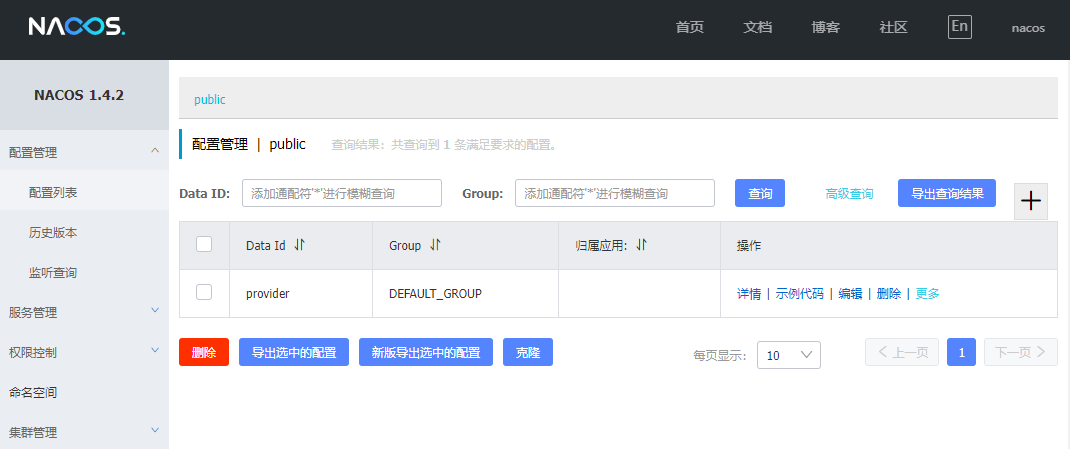 NACOS.
首页 文档 博客 社区 En nacos
NACOS 1.4.2
配置管理
配置列表
历史版本
监听查询
服务管理
权限控制
命名空间
集群管理
public
配置管理 | public 查询结果：共查询到 1 条满足要求的配置。
Data ID: 添加通配符'*'进行模糊查询 Group: 添加通配符'*'进行模糊查询 查询 高级查询 导出查询结果 +
Data Id Group 归属应用: 操作
provider DEFAULT_GROUP 详情 | 示例代码 | 编辑 | 删除 | 更多
删除 导出选中的配置 新版导出选中的配置 克隆 每页显示: 10 上一页 1 下一页